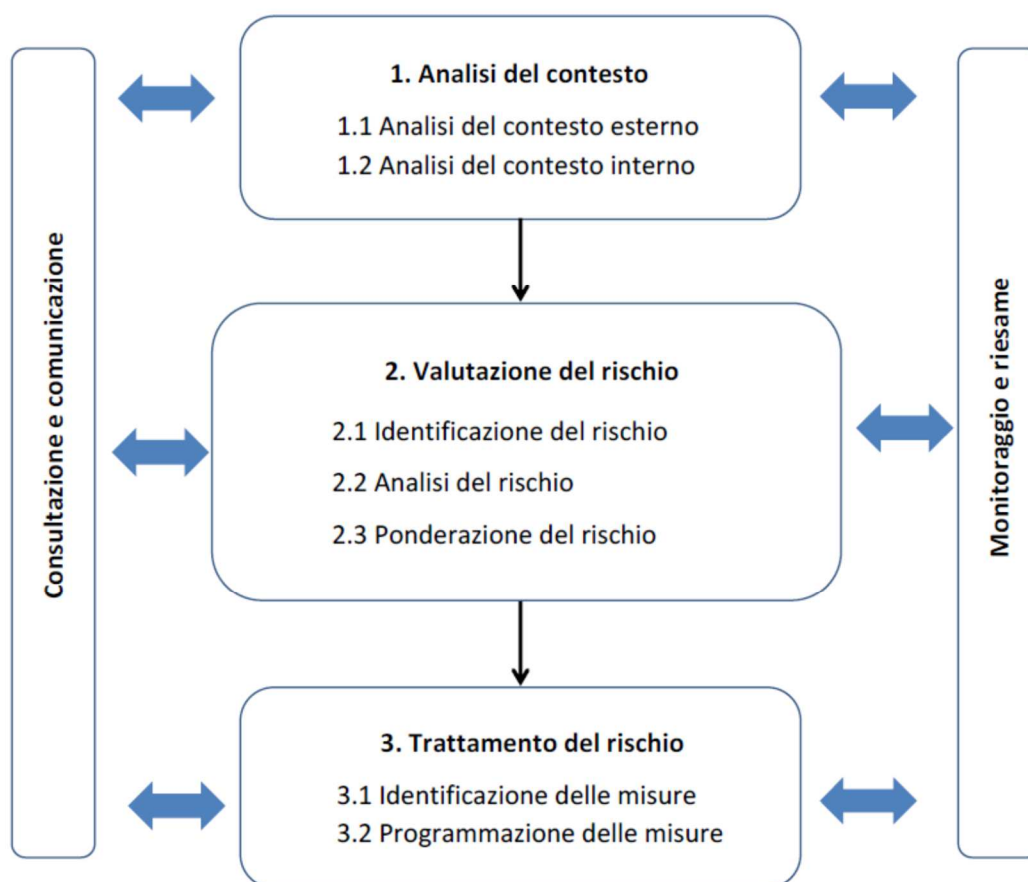 Consultazione e comunicazione
1. Analisi del contesto
1.1 Analisi del contesto esterno
1.2 Analisi del contesto interno
2. Valutazione del rischio
2.1 Identificazione del rischio
2.2 Analisi del rischio
2.3 Ponderazione del rischio
3. Trattamento del rischio
3.1 Identificazione delle misure
3.2 Programmazione delle misure
Monitoraggio e riesame